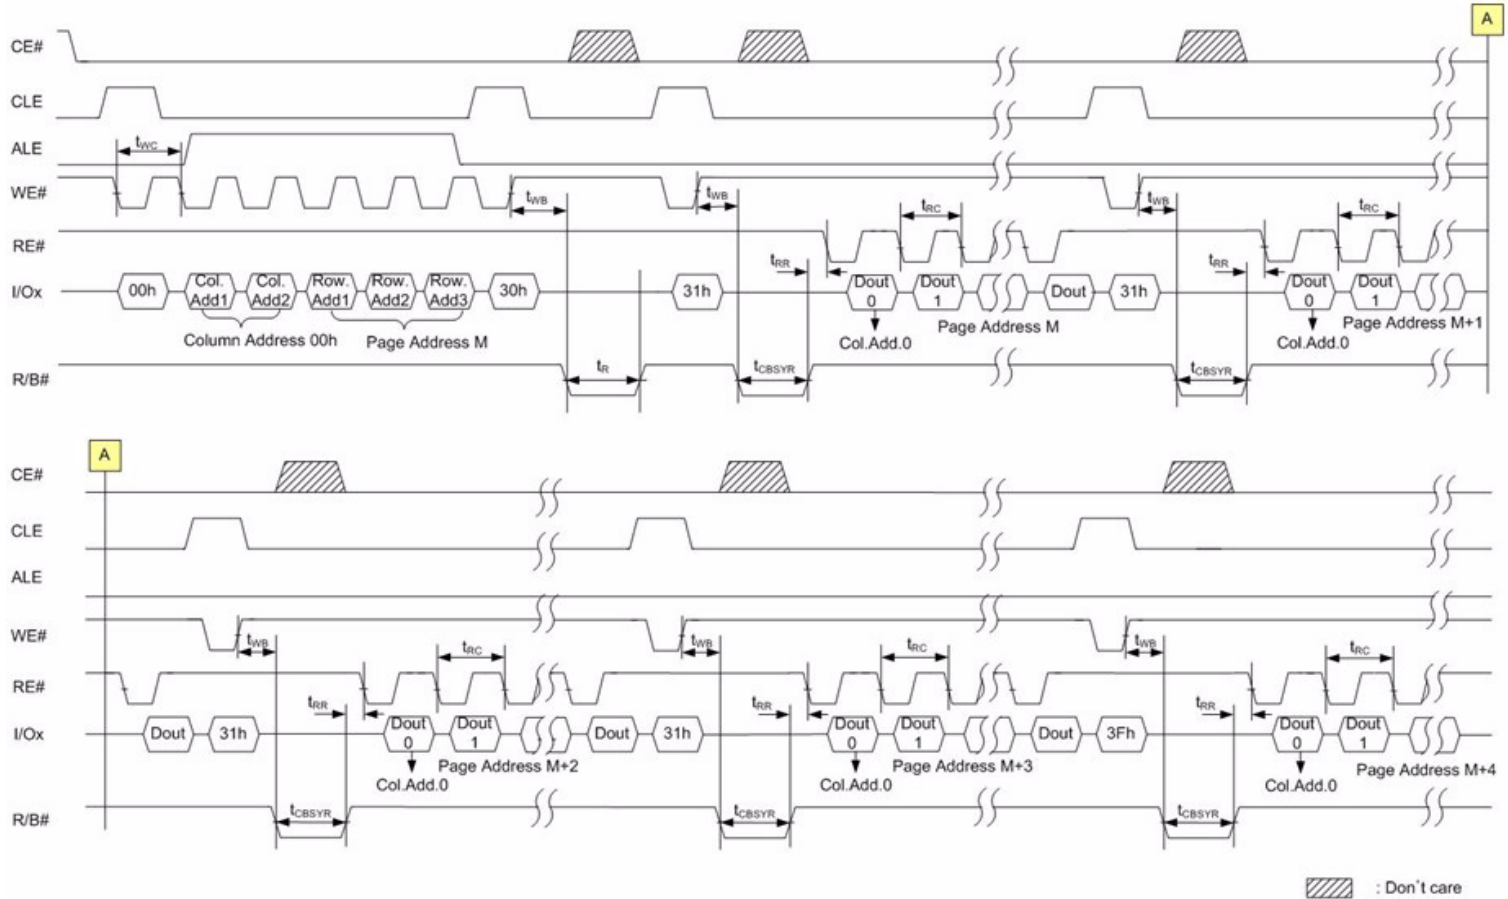 A
CE#
CLE
ALE
tWC
WE#
tWB
tWB
tWB
RE#
tRC
tRC
tRR
tRR
I/Ox
00h
Col. Add1
Col. Add2
Row. Add1
Row. Add2
Row. Add3
30h
31h
Dout 0
Dout 1
Dout
31h
Dout 0
Dout 1
Column Address 00h
Page Address M
Col.Add.0
Page Address M
Col.Add.0
Page Address M+1
R/B#
tR
tCBSYR
tCBSYR
A
CE#
CLE
ALE
WE#
tWB
tRC
tWB
tRC
tWB
tRC
RE#
tRR
tRR
tRR
I/Ox
Dout
31h
Dout 0
Dout 1
Dout
31h
Dout 0
Dout 1
Dout
3Fh
Dout 0
Dout 1
Col.Add.0
Page Address M+2
Col.Add.0
Page Address M+3
Col.Add.0
Page Address M+4
R/B#
tCBSYR
tCBSYR
tCBSYR
: Don´t care